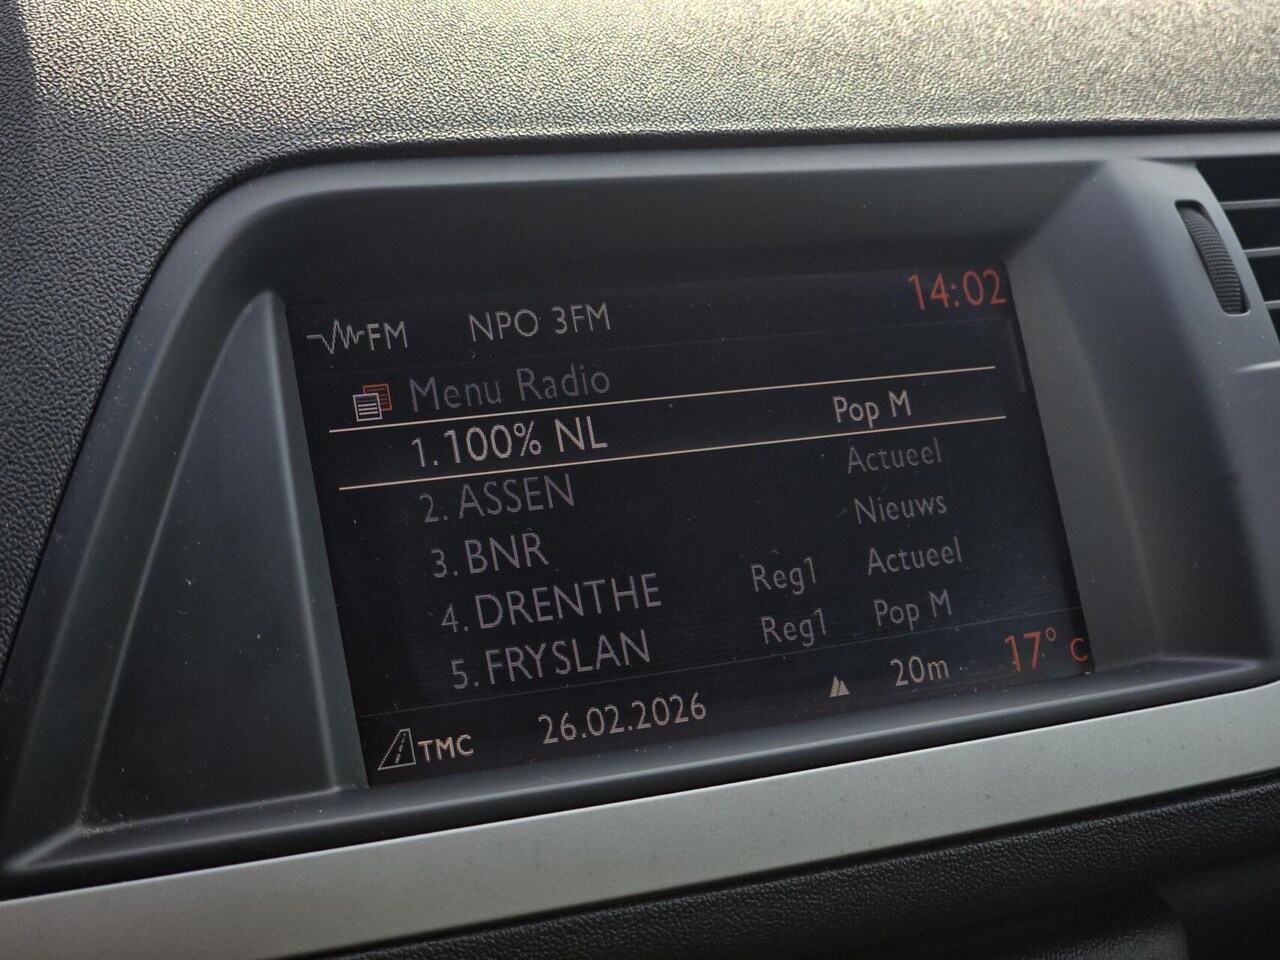 FM NPO 3FM 14:02
Menu Radio
1. 100% NL Pop M
2. ASSEN Actueel
3. BNR Nieuws
4. DRENTHE Reg1 Actueel
5. FRYSLAN Reg1 Pop M
TMC 26.02.2026 20m 17° C